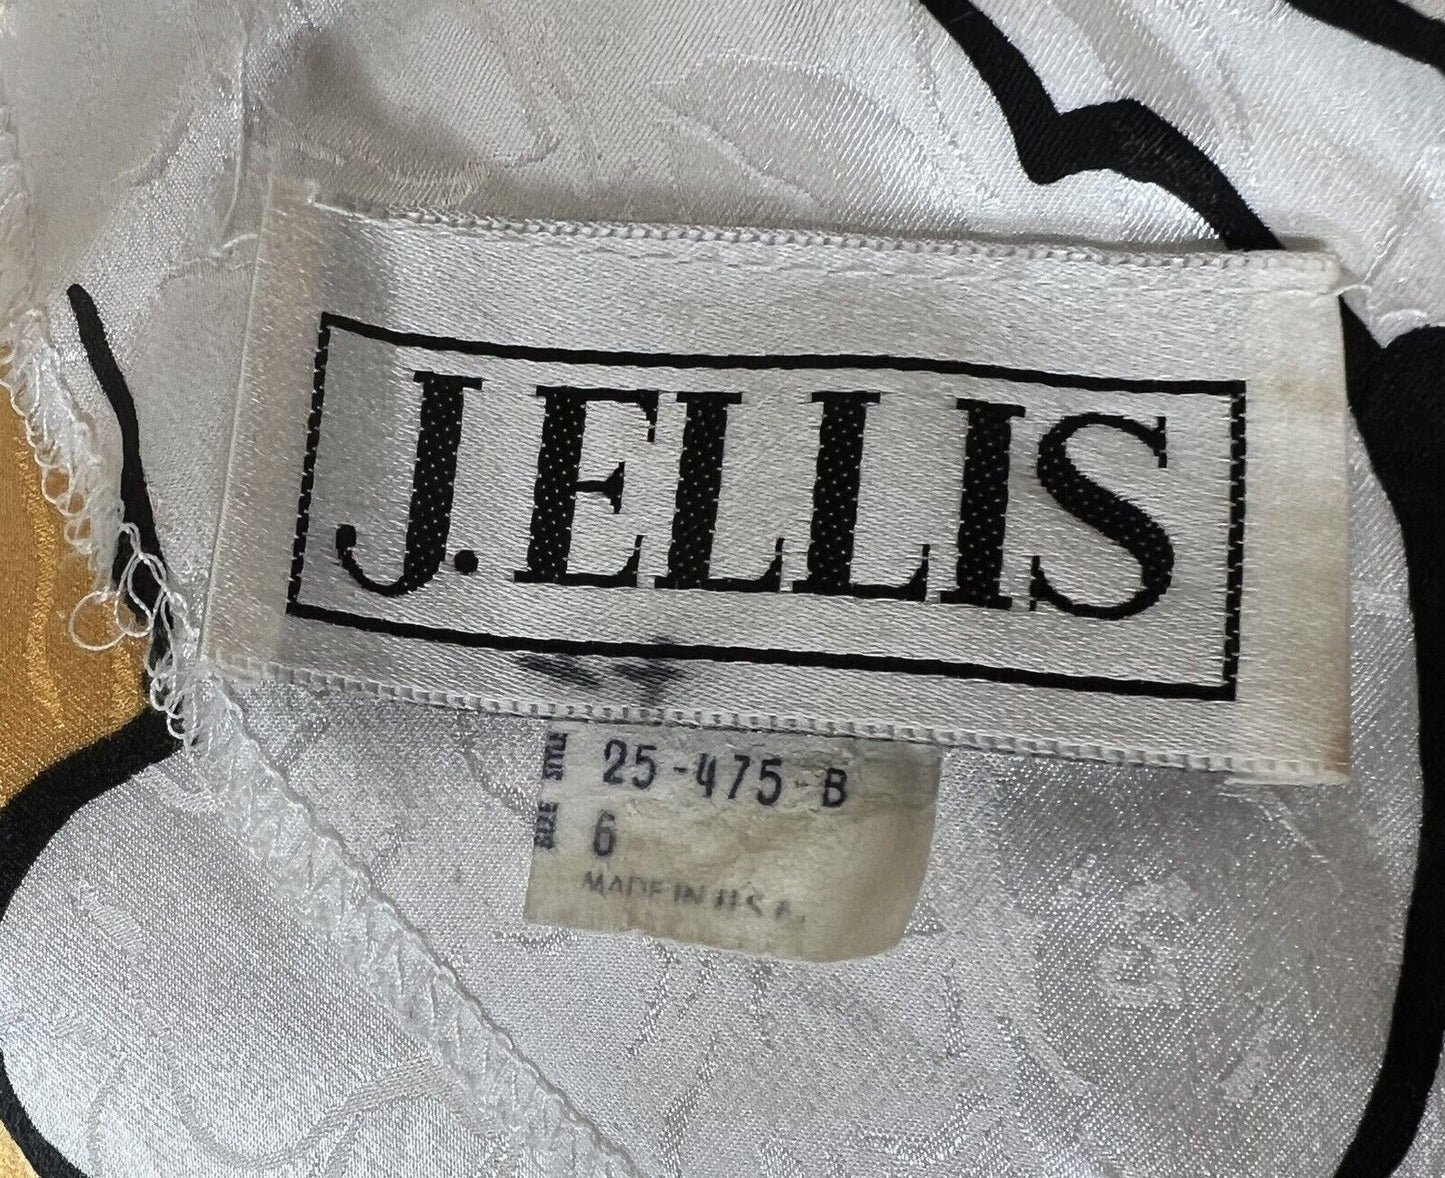 J. ELLIS
STYLE 25-475-B
SIZE 6
MADE IN U.S.A.